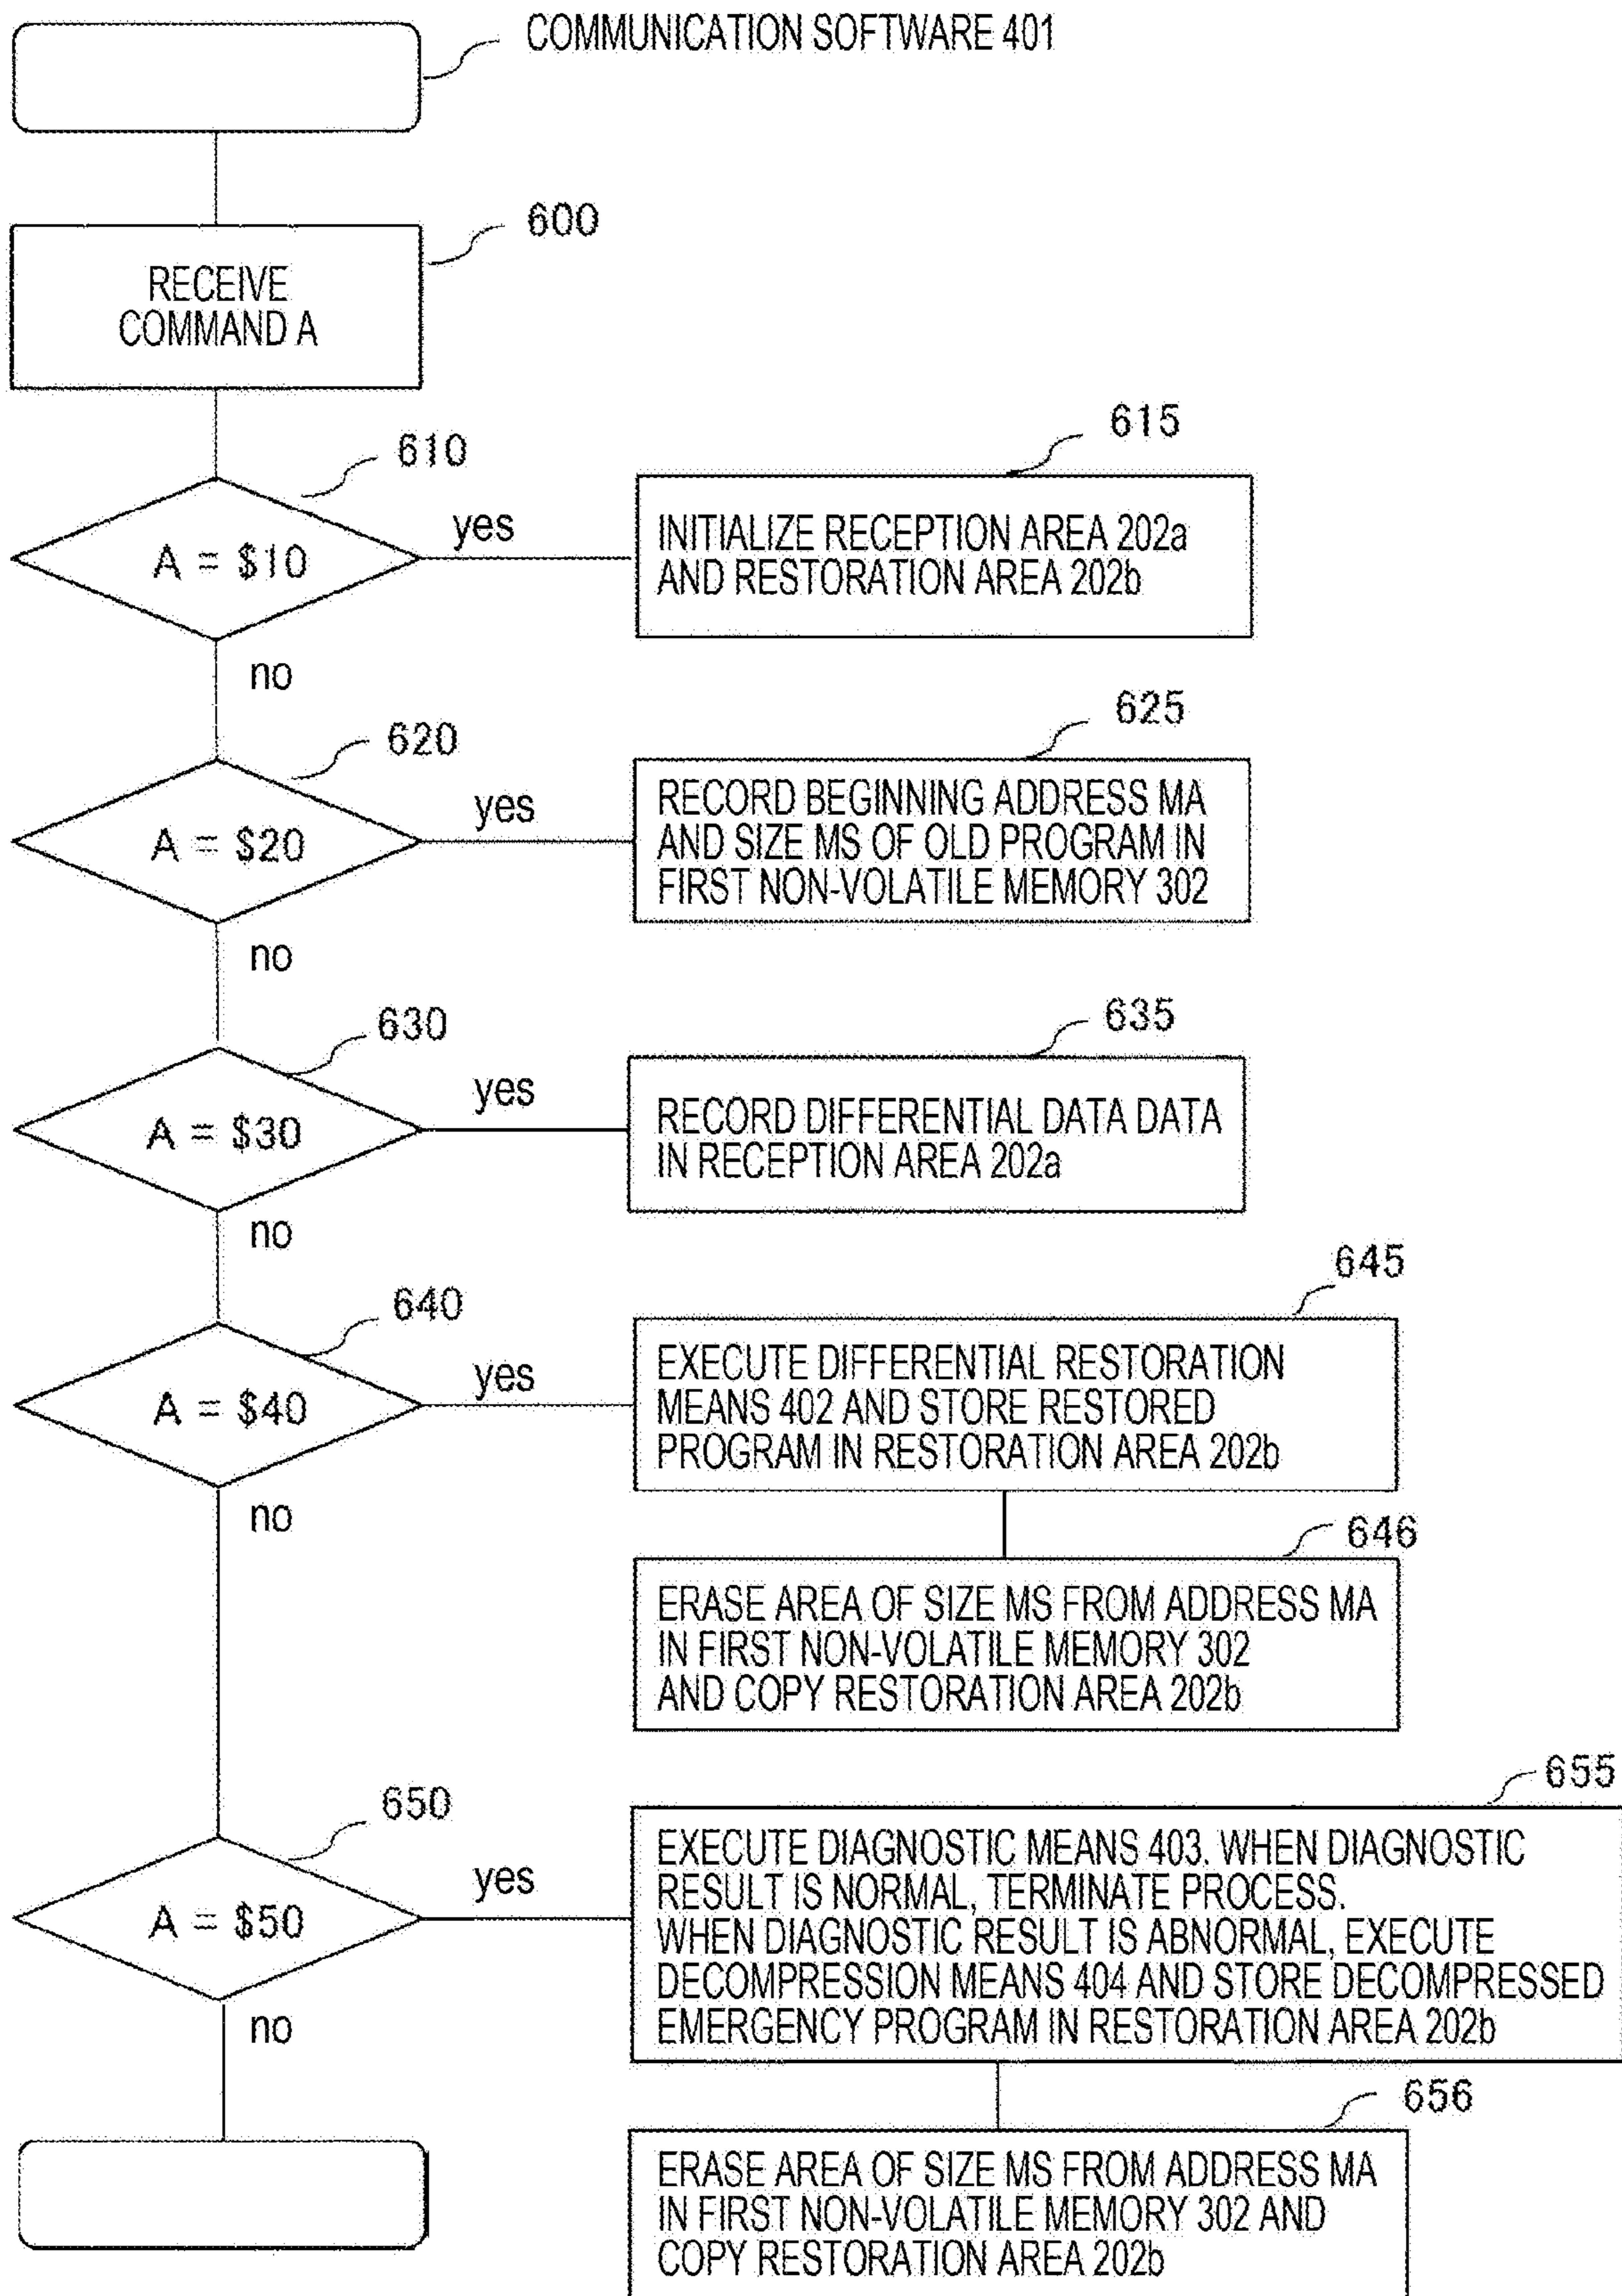 COMMUNICATION SOFTWARE 401
600
RECEIVE
COMMAND A
610
615
A = $10
yes
INITIALIZE RECEPTION AREA 202a
AND RESTORATION AREA 202b
no
620
625
A = $20
yes
RECORD BEGINNING ADDRESS MA
AND SIZE MS OF OLD PROGRAM IN
FIRST NON-VOLATILE MEMORY 302
no
630
635
A = $30
yes
RECORD DIFFERENTIAL DATA DATA
IN RECEPTION AREA 202a
no
640
645
A = $40
yes
EXECUTE DIFFERENTIAL RESTORATION
MEANS 402 AND STORE RESTORED
PROGRAM IN RESTORATION AREA 202b
no
646
ERASE AREA OF SIZE MS FROM ADDRESS MA
IN FIRST NON-VOLATILE MEMORY 302
AND COPY RESTORATION AREA 202b
650
655
A = $50
yes
EXECUTE DIAGNOSTIC MEANS 403. WHEN DIAGNOSTIC
RESULT IS NORMAL, TERMINATE PROCESS.
WHEN DIAGNOSTIC RESULT IS ABNORMAL, EXECUTE
DECOMPRESSION MEANS 404 AND STORE DECOMPRESSED
EMERGENCY PROGRAM IN RESTORATION AREA 202b
no
656
ERASE AREA OF SIZE MS FROM ADDRESS MA
IN FIRST NON-VOLATILE MEMORY 302 AND
COPY RESTORATION AREA 202b